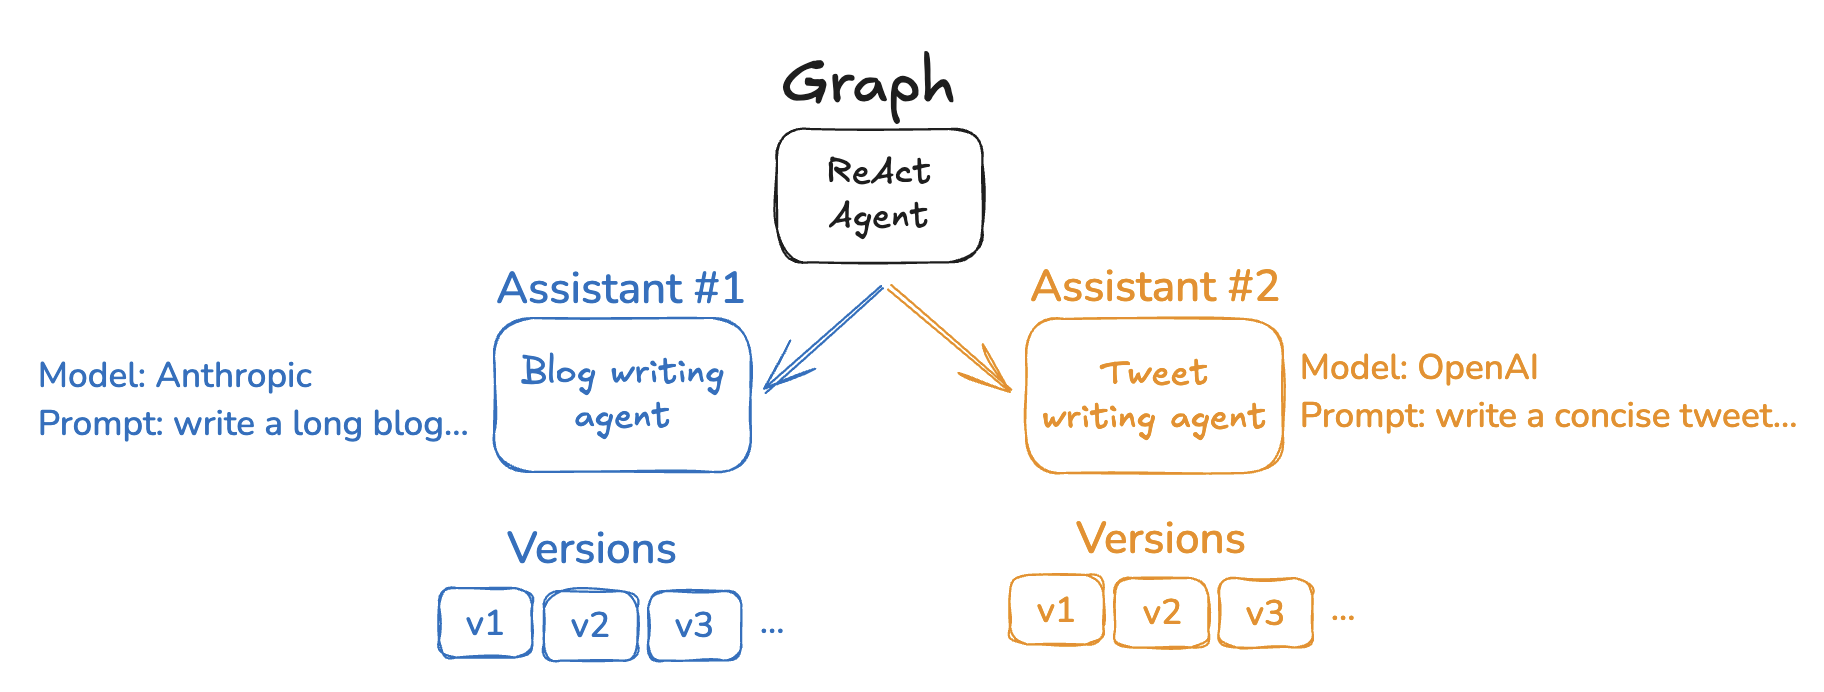 Graph
ReAct
Agent
Assistant #1
Blog writing
agent
Model: Anthropic
Prompt: write a long blog...
Versions
v1 v2 v3 ...
Assistant #2
Tweet
writing agent
Model: OpenAI
Prompt: write a concise tweet...
Versions
v1 v2 v3 ...